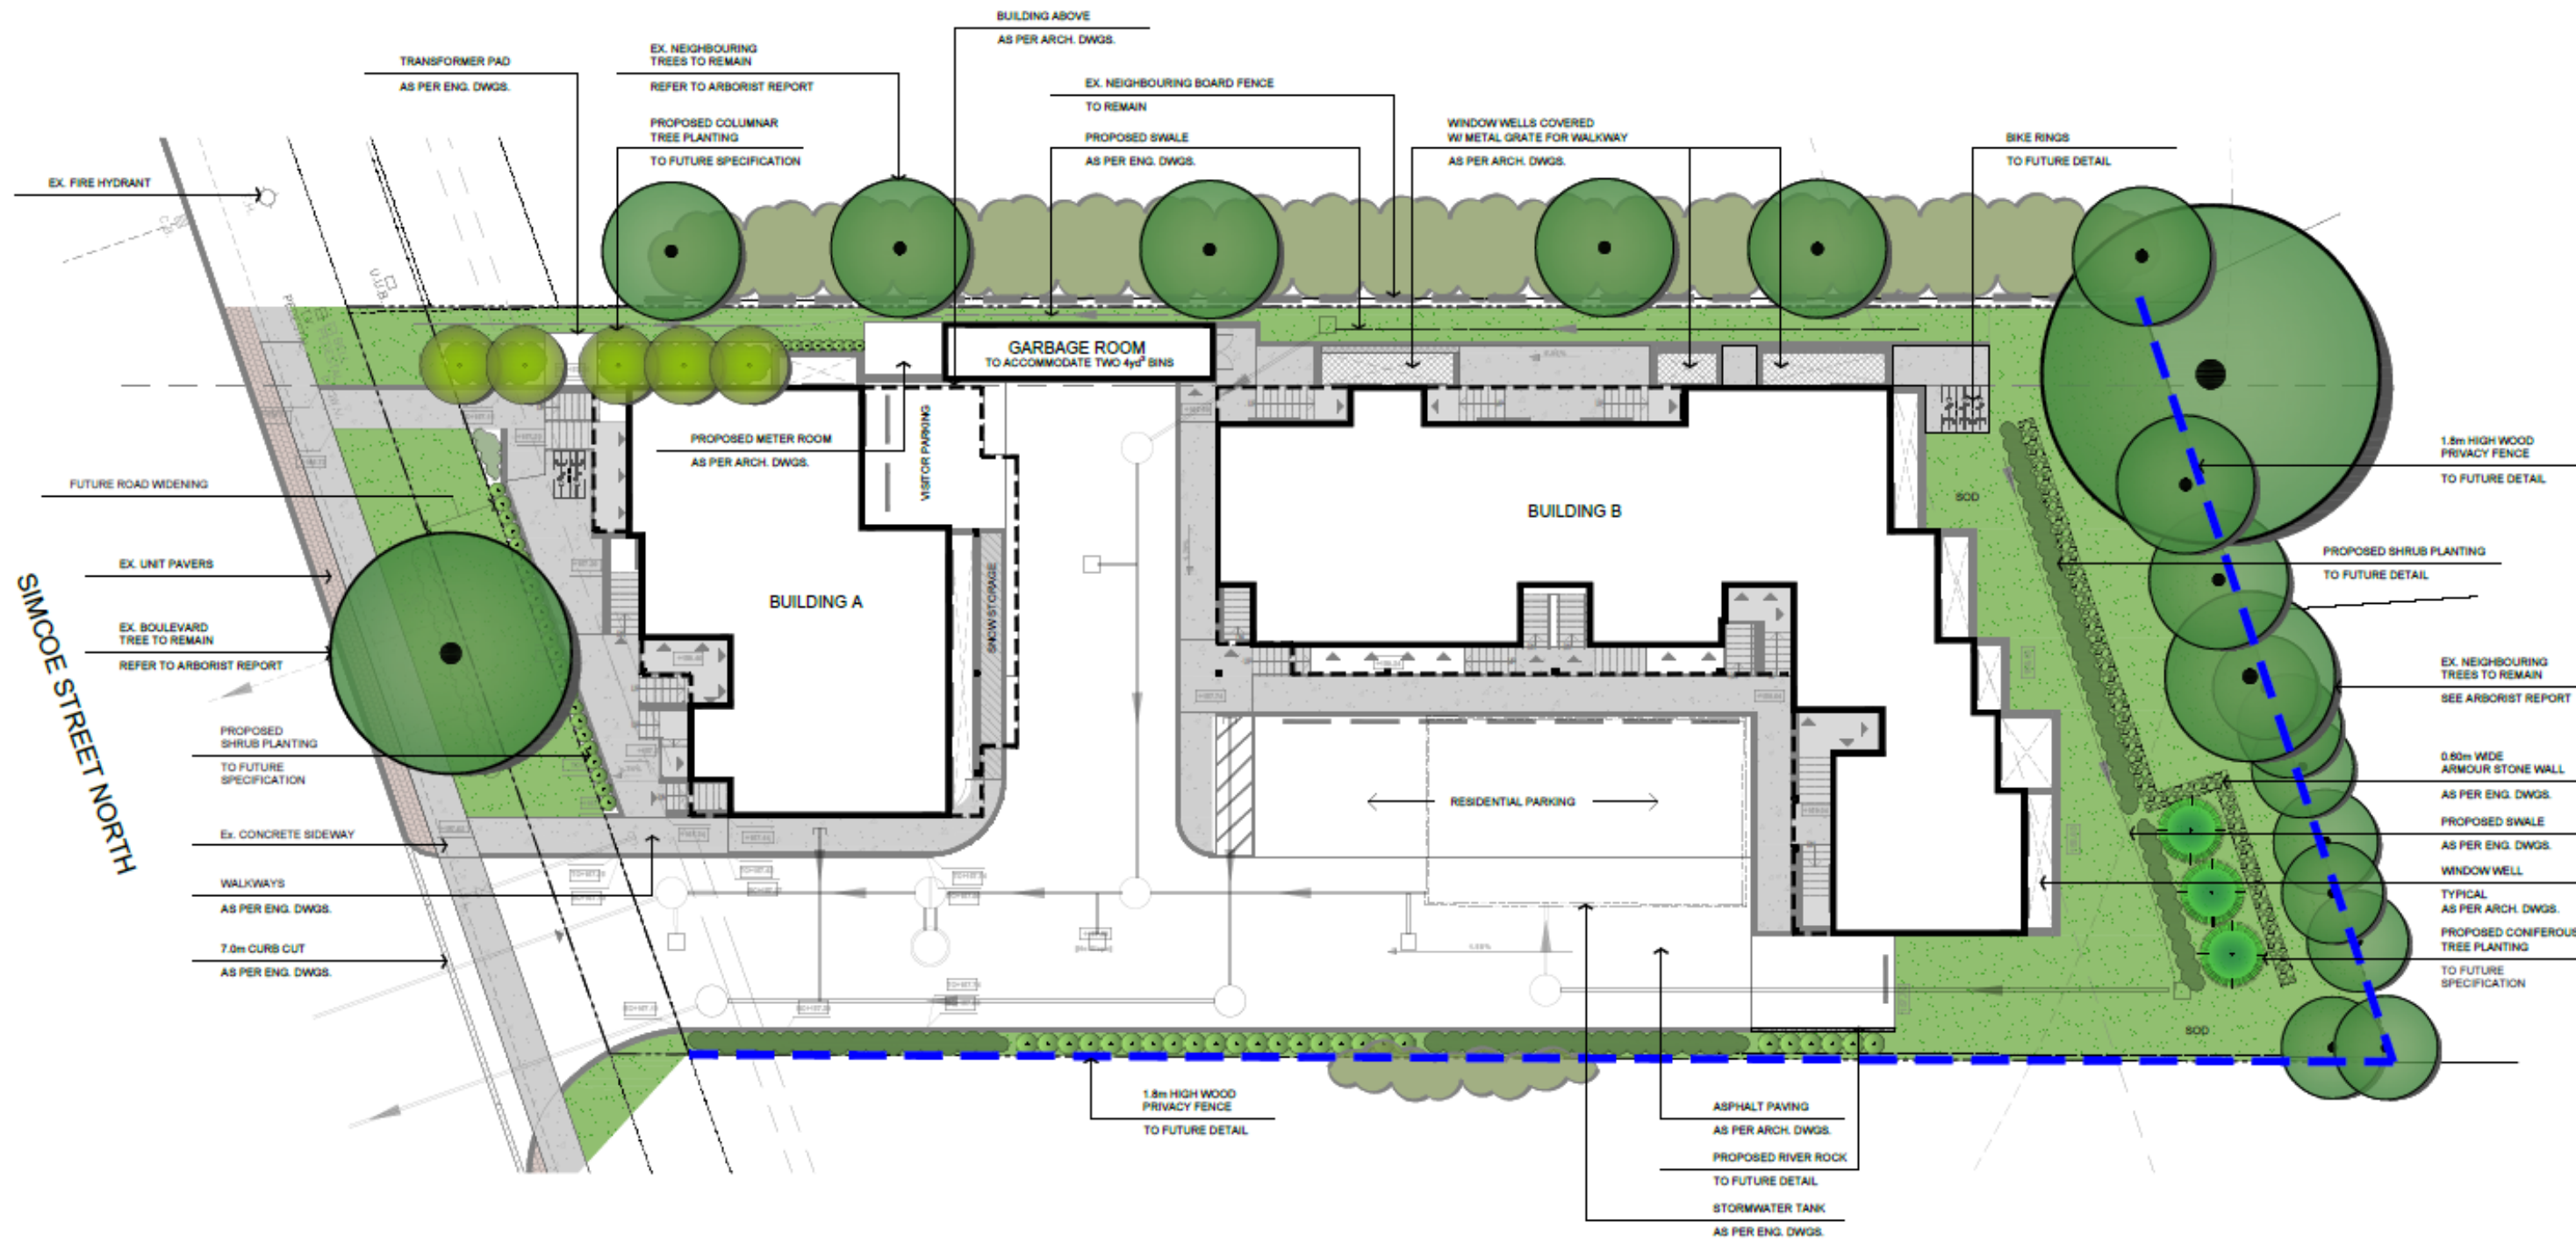 BUILDING ABOVE
AS PER ARCH. DWGS.
TRANSFORMER PAD
AS PER ENG. DWGS.
EX. NEIGHBOURING
TREES TO REMAIN
REFER TO ARBORIST REPORT
PROPOSED COLUMNAR
TREE PLANTING
TO FUTURE SPECIFICATION
EX. NEIGHBOURING BOARD FENCE
TO REMAIN
PROPOSED SWALE
AS PER ENG. DWGS.
WINDOW WELLS COVERED
W/ METAL GRATE FOR WALKWAY
AS PER ARCH. DWGS.
BIKE RINGS
TO FUTURE DETAIL
EX. FIRE HYDRANT
GARBAGE ROOM
TO ACCOMMODATE TWO 4yd³ BINS
PROPOSED METER ROOM
AS PER ARCH. DWGS.
VISITOR PARKING
FUTURE ROAD WIDENING
EX. UNIT PAVERS
EX. BOULEVARD
TREE TO REMAIN
REFER TO ARBORIST REPORT
SIMCOE STREET NORTH
PROPOSED
SHRUB PLANTING
TO FUTURE
SPECIFICATION
Ex. CONCRETE SIDEWAY
WALKWAYS
AS PER ENG. DWGS.
7.0m CURB CUT
AS PER ENG. DWGS.
BUILDING A
SNOW STORAGE
BUILDING B
RESIDENTIAL PARKING
SOD
1.8m HIGH WOOD
PRIVACY FENCE
TO FUTURE DETAIL
PROPOSED SHRUB PLANTING
TO FUTURE DETAIL
EX. NEIGHBOURING
TREES TO REMAIN
SEE ARBORIST REPORT
0.60m WIDE
ARMOUR STONE WALL
AS PER ENG. DWGS.
PROPOSED SWALE
AS PER ENG. DWGS.
WINDOW WELL
TYPICAL
AS PER ARCH. DWGS.
PROPOSED CONIFEROUS
TREE PLANTING
TO FUTURE
SPECIFICATION
SOD
1.8m HIGH WOOD
PRIVACY FENCE
TO FUTURE DETAIL
ASPHALT PAVING
AS PER ARCH. DWGS.
PROPOSED RIVER ROCK
TO FUTURE DETAIL
STORMWATER TANK
AS PER ENG. DWGS.